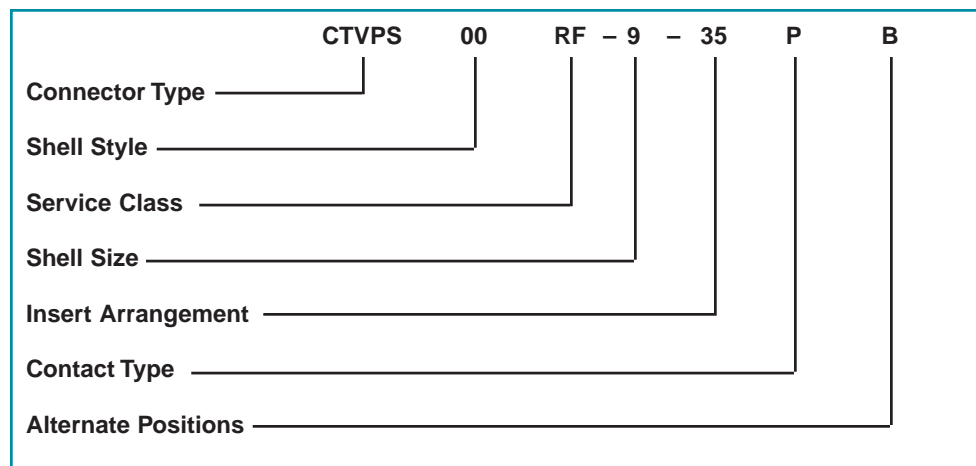 CTVPS 00 RF – 9 – 35 P B
Connector Type
Shell Style
Service Class
Shell Size
Insert Arrangement
Contact Type
Alternate Positions